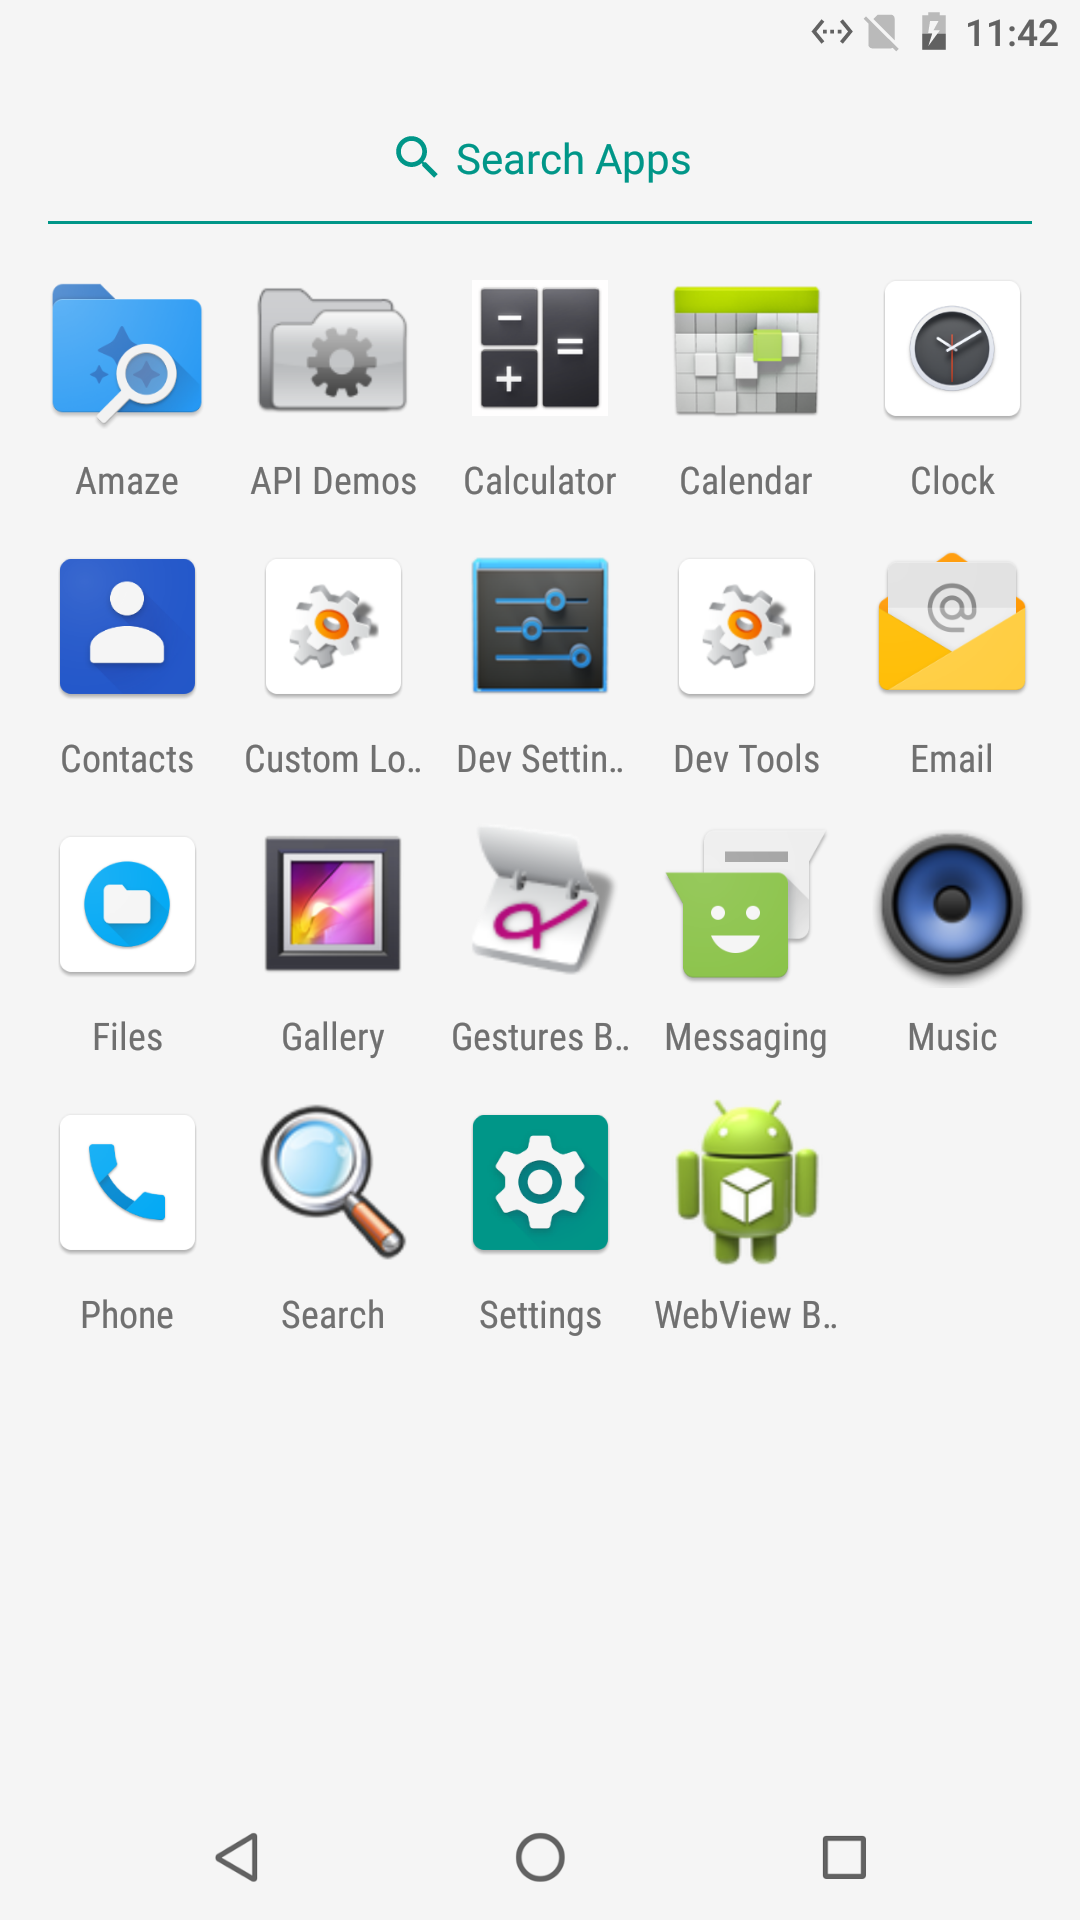 11:42
Search Apps
Amaze API Demos Calculator Calendar Clock
Contacts Custom Lo… Dev Settin… Dev Tools Email
Files Gallery Gestures B… Messaging Music
Phone Search Settings WebView B…